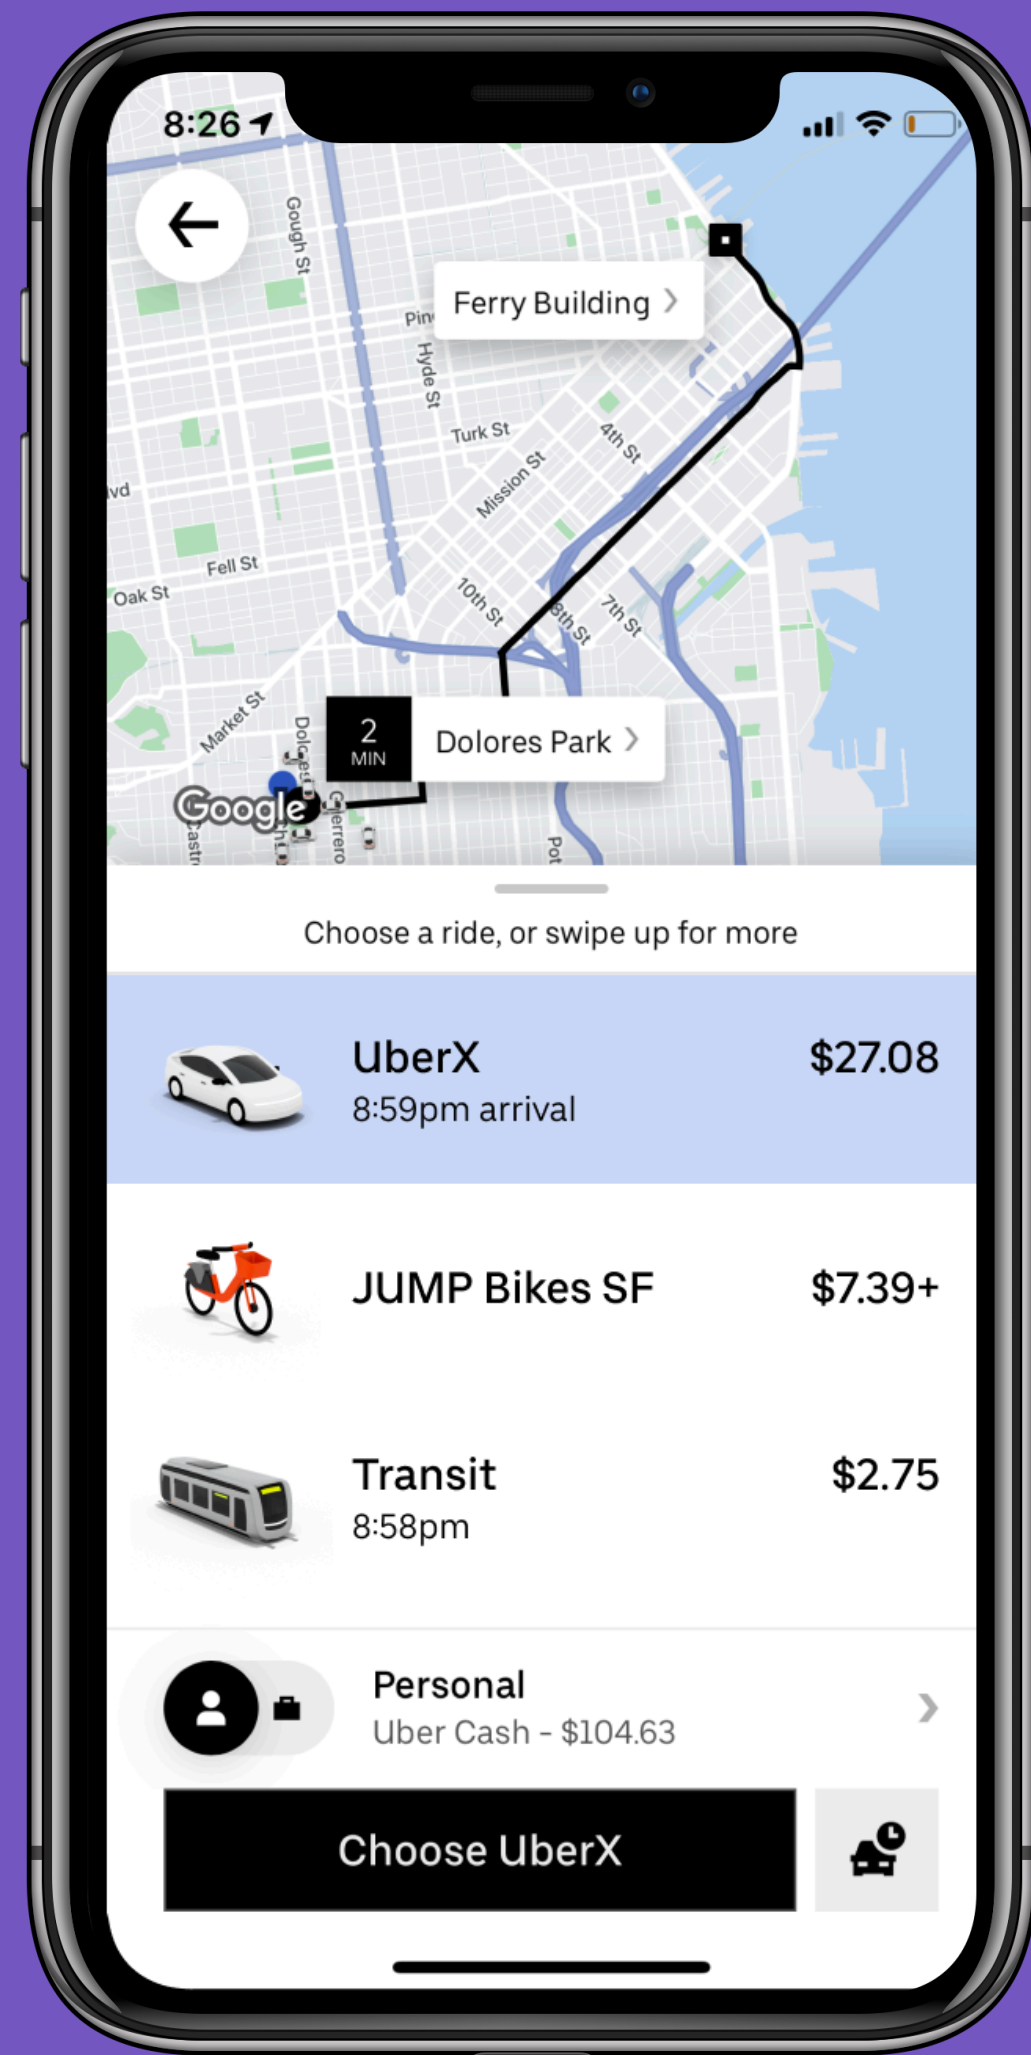 8:26
Gough St
Ferry Building
Pin
Hyde St
Turk St
4th St
Mission St
lvd
Fell St
Oak St
10th St
8th St
7th St
Market St
Dolores
2
MIN
Dolores Park
Google
Castr
Guerrero
Pot
Choose a ride, or swipe up for more
UberX
$27.08
8:59pm arrival
JUMP Bikes SF
$7.39+
Transit
$2.75
8:58pm
Personal
Uber Cash - $104.63
Choose UberX